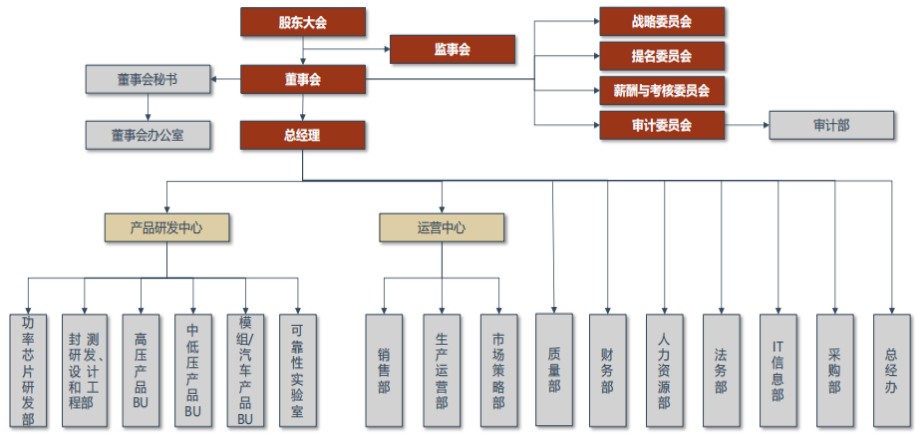 股东大会
监事会
董事会
董事会秘书
董事会办公室
总经理
战略委员会
提名委员会
薪酬与考核委员会
审计委员会
审计部
产品研发中心
运营中心
功率芯片研发部
封测研发、设计和工程部
高压产品BU
中低压产品BU
模组/汽车产品BU
可靠性实验室
销售部
生产运营部
市场策略部
质量部
财务部
人力资源部
法务部
IT信息部
采购部
总经办